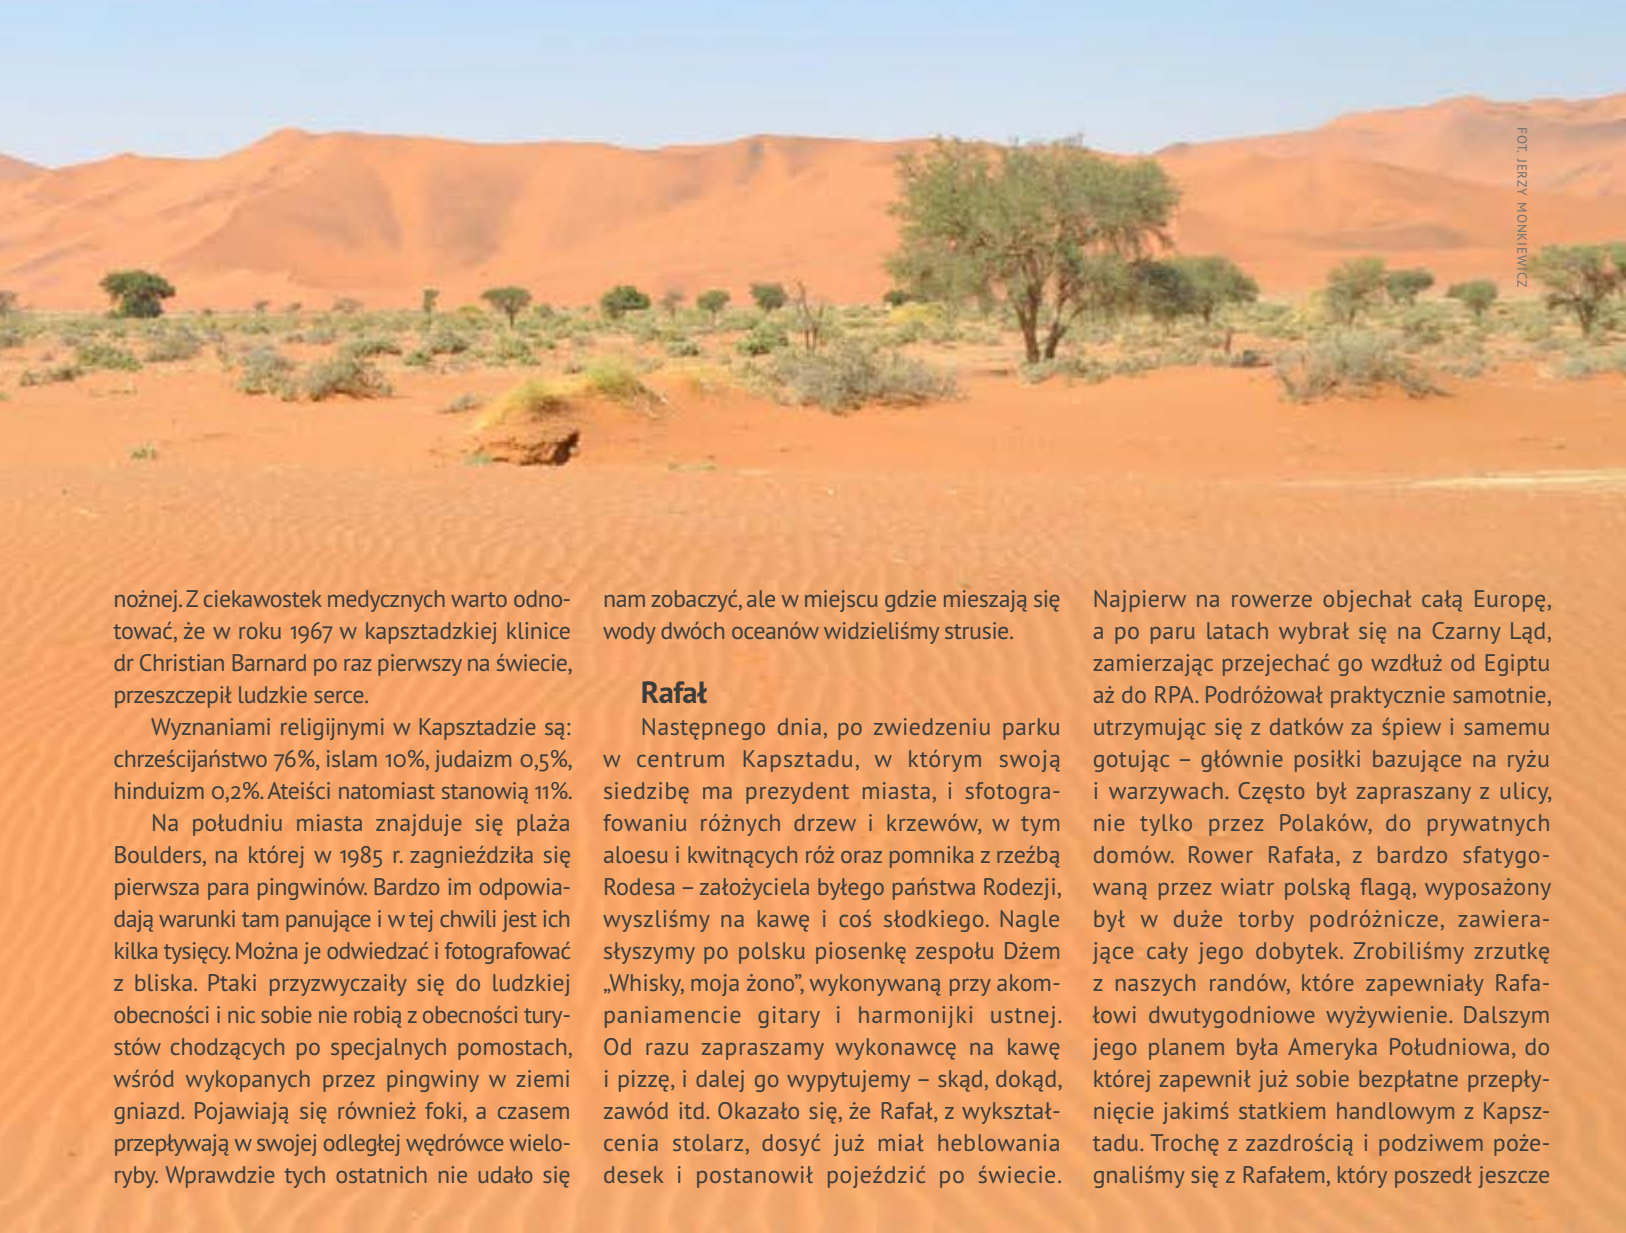 FOT. JERZY MONKIEWICZ
nożnej. Z ciekawostek medycznych warto odno-
tować, że w roku 1967 w kapsztadzkiej klinice
dr Christian Barnard po raz pierwszy na świecie,
przeszczepił ludzkie serce.
Wyznaniami religijnymi w Kapsztadzie są:
chrześcijaństwo 76%, islam 10%, judaizm 0,5%,
hinduizm 0,2%. Ateiści natomiast stanowią 11%.
Na południu miasta znajduje się plaża
Boulders, na której w 1985 r. zagnieździła się
pierwsza para pingwinów. Bardzo im odpowia-
dają warunki tam panujące i w tej chwili jest ich
kilka tysięcy. Można je odwiedzać i fotografować
z bliska. Ptaki przyzwyczaiły się do ludzkiej
obecności i nic sobie nie robią z obecności tury-
stów chodzących po specjalnych pomostach,
wśród wykopanych przez pingwiny w ziemi
gniazd. Pojawiają się również foki, a czasem
przepływają w swojej odległej wędrówce wielo-
ryby. Wprawdzie tych ostatnich nie udało się
nam zobaczyć, ale w miejscu gdzie mieszają się
wody dwóch oceanów widzieliśmy strusie.
Rafał
Następnego dnia, po zwiedzeniu parku
w centrum Kapsztadu, w którym swoją
siedzibę ma prezydent miasta, i sfotogra-
fowaniu różnych drzew i krzewów, w tym
aloesu i kwitnących róż oraz pomnika z rzeźbą
Rodesa – założyciela byłego państwa Rodezji,
wyszliśmy na kawę i coś słodkiego. Nagle
słyszymy po polsku piosenkę zespołu Dżem
„Whisky, moja żono”, wykonywaną przy akom-
paniamencie gitary i harmonijki ustnej.
Od razu zapraszamy wykonawcę na kawę
i pizzę, i dalej go wypytujemy – skąd, dokąd,
zawód itd. Okazało się, że Rafał, z wykształ-
cenia stolarz, dosyć już miał heblowania
desek i postanowił pojeździć po świecie.
Najpierw na rowerze objechał całą Europę,
a po paru latach wybrał się na Czarny Ląd,
zamierzając przejechać go wzdłuż od Egiptu
aż do RPA. Podróżował praktycznie samotnie,
utrzymując się z datków za śpiew i samemu
gotując – głównie posiłki bazujące na ryżu
i warzywach. Często był zapraszany z ulicy,
nie tylko przez Polaków, do prywatnych
domów. Rower Rafała, z bardzo sfatygo-
waną przez wiatr polską flagą, wyposażony
był w duże torby podróżnicze, zawiera-
jące cały jego dobytek. Zrobiliśmy zrzutkę
z naszych randów, które zapewniały Rafa-
łowi dwutygodniowe wyżywienie. Dalszym
jego planem była Ameryka Południowa, do
której zapewnił już sobie bezpłatne przepły-
nięcie jakimś statkiem handlowym z Kapsz-
tadu. Trochę z zazdrością i podziwem poże-
gnaliśmy się z Rafałem, który poszedł jeszcze